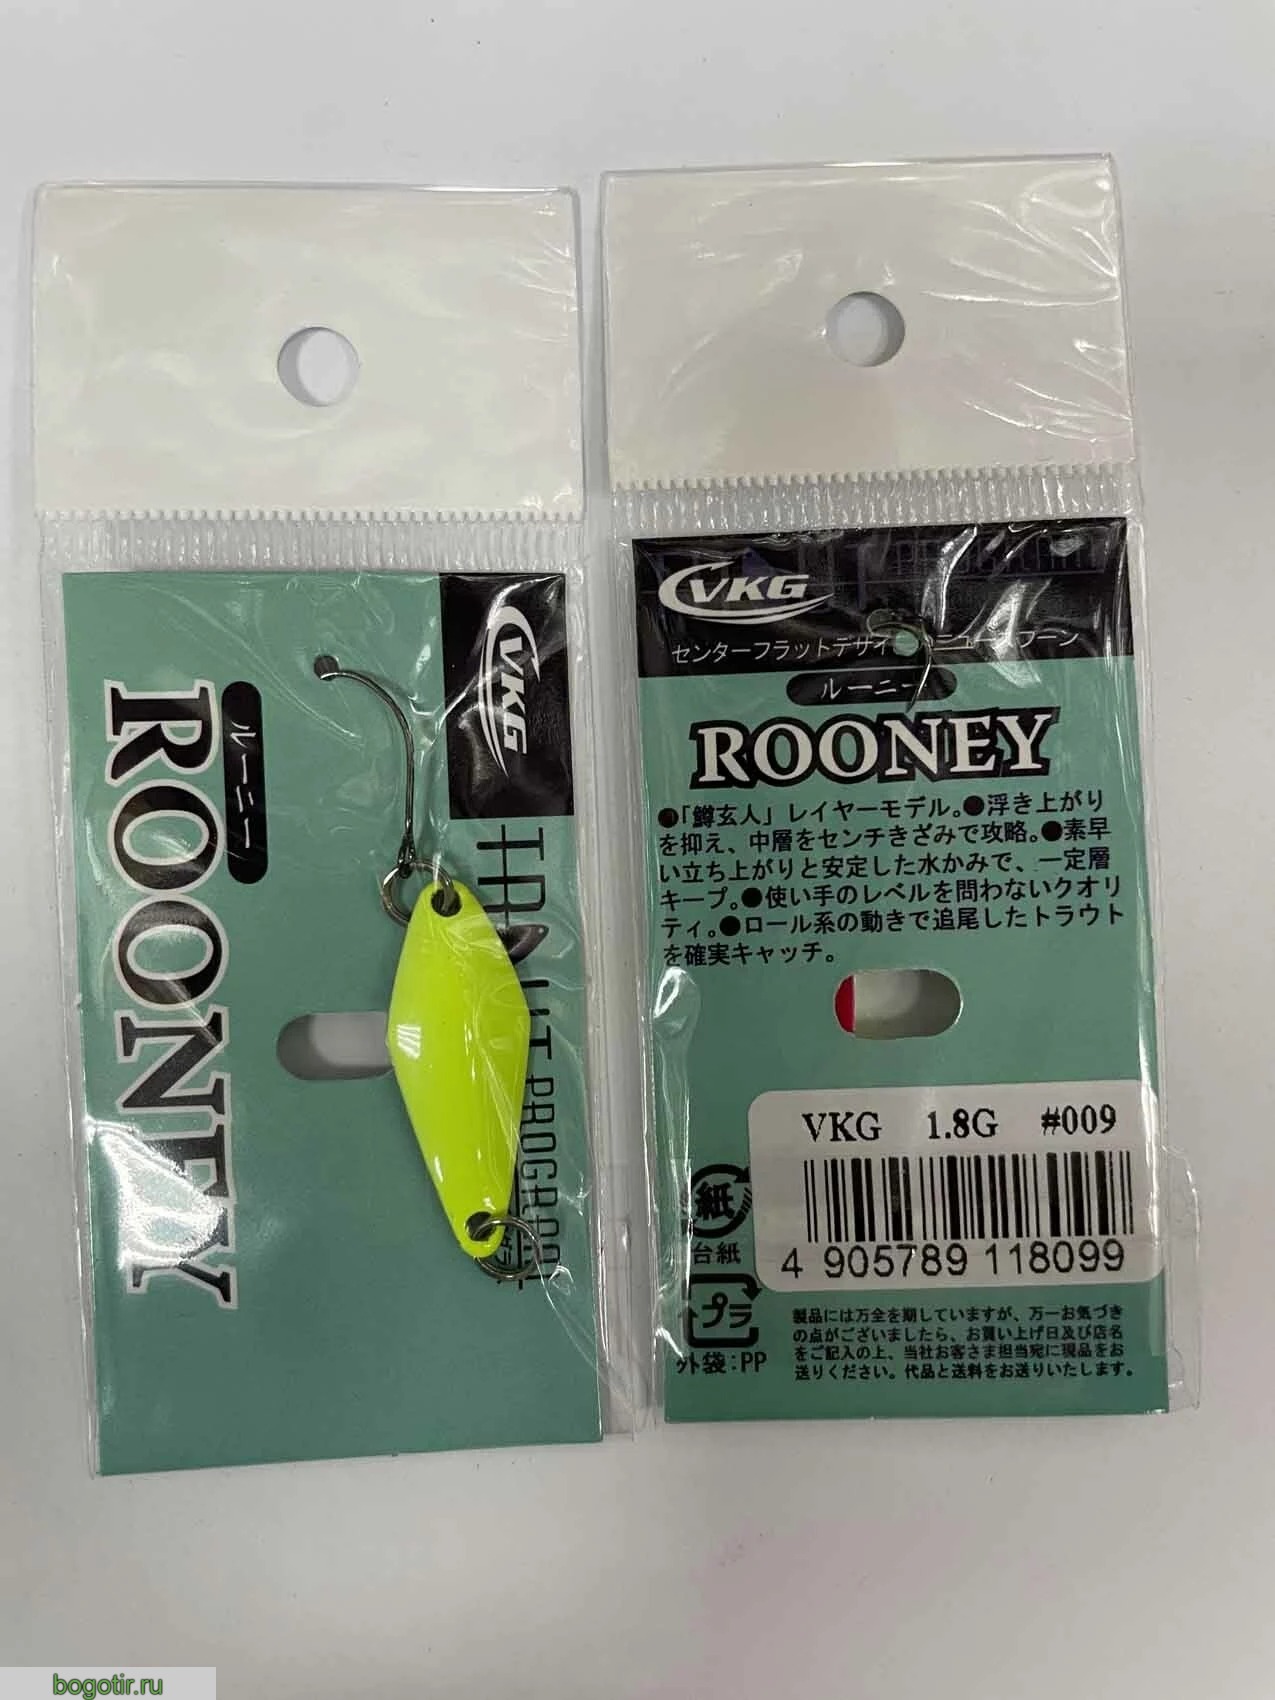 VKG
ルーニー
ROONEY
TROUT PROGRAM
VKG
センターフラットデザイン ニュースプーン
ルーニー
ROONEY
●「鱒玄人」レイヤーモデル。●浮き上がり
を抑え、中層をセンチきざみで攻略。●素早
い立ち上がりと安定した水かみで、一定層
キープ。●使い手のレベルを問わないクオリ
ティ。●ロール系の動きで追尾したトラウト
を確実キャッチ。
VKG 1.8G #009
4 905789 118099
紙
台紙
プラ
外袋:PP
製品には万全を期していますが、万一お気づき
の点がございましたら、お買い上げ日及び店名
をご記入の上、当社お客さま担当宛に現品をお
送りください。代品と送料をお送りいたします。
bogotir.ru